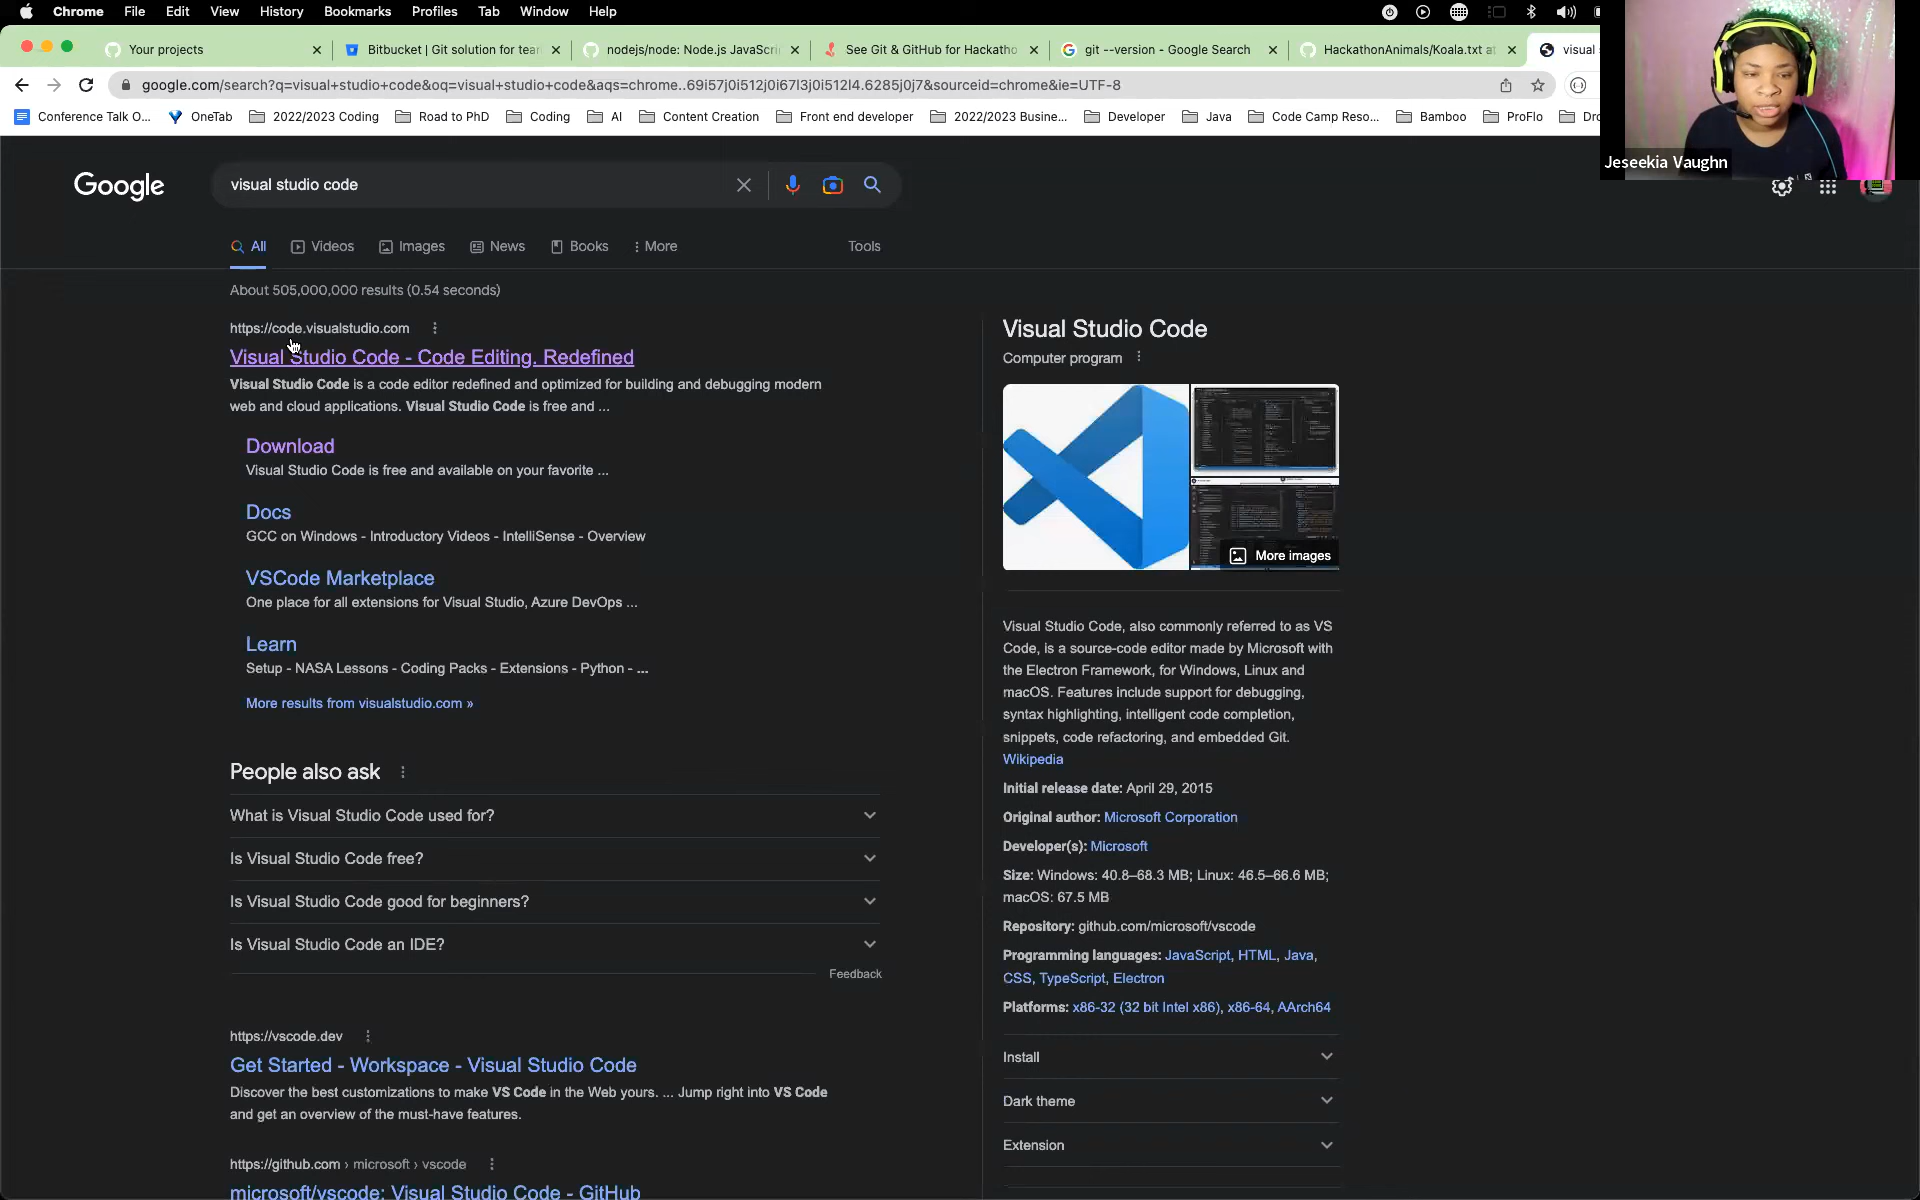 Chrome File Edit View History Bookmarks Profiles Tab Window Help
Your projects
Bitbucket | Git solution for tean
nodejs/node: Node.js JavaScri
See Git & GitHub for Hackatho
git --version - Google Search
HackathonAnimals/Koala.txt at
visual
google.com/search?q=visual+studio+code&oq=visual+studio+code&aqs=chrome..69i57j0i512j0i67l3j0i512l4.6285j0j7&sourceid=chrome&ie=UTF-8
Conference Talk O... OneTab 2022/2023 Coding Road to PhD Coding AI Content Creation Front end developer 2022/2023 Busine... Developer Java Code Camp Reso... Bamboo ProFlo Dro
Jeseekia Vaughn
Google
visual studio code
All Videos Images News Books More Tools
About 505,000,000 results (0.54 seconds)
https://code.visualstudio.com
Visual Studio Code - Code Editing. Redefined
Visual Studio Code is a code editor redefined and optimized for building and debugging modern
web and cloud applications. Visual Studio Code is free and ...
Download
Visual Studio Code is free and available on your favorite ...
Docs
GCC on Windows - Introductory Videos - IntelliSense - Overview
VSCode Marketplace
One place for all extensions for Visual Studio, Azure DevOps ...
Learn
Setup - NASA Lessons - Coding Packs - Extensions - Python - ...
More results from visualstudio.com »
People also ask
What is Visual Studio Code used for?
Is Visual Studio Code free?
Is Visual Studio Code good for beginners?
Is Visual Studio Code an IDE?
Feedback
https://vscode.dev
Get Started - Workspace - Visual Studio Code
Discover the best customizations to make VS Code in the Web yours. ... Jump right into VS Code
and get an overview of the must-have features.
https://github.com › microsoft › vscode
microsoft/vscode: Visual Studio Code - GitHub
Visual Studio Code
Computer program
More images
Visual Studio Code, also commonly referred to as VS
Code, is a source-code editor made by Microsoft with
the Electron Framework, for Windows, Linux and
macOS. Features include support for debugging,
syntax highlighting, intelligent code completion,
snippets, code refactoring, and embedded Git.
Wikipedia
Initial release date: April 29, 2015
Original author: Microsoft Corporation
Developer(s): Microsoft
Size: Windows: 40.8–68.3 MB; Linux: 46.5–66.6 MB;
macOS: 67.5 MB
Repository: github.com/microsoft/vscode
Programming languages: JavaScript, HTML, Java,
CSS, TypeScript, Electron
Platforms: x86-32 (32 bit Intel x86), x86-64, AArch64
Install
Dark theme
Extension